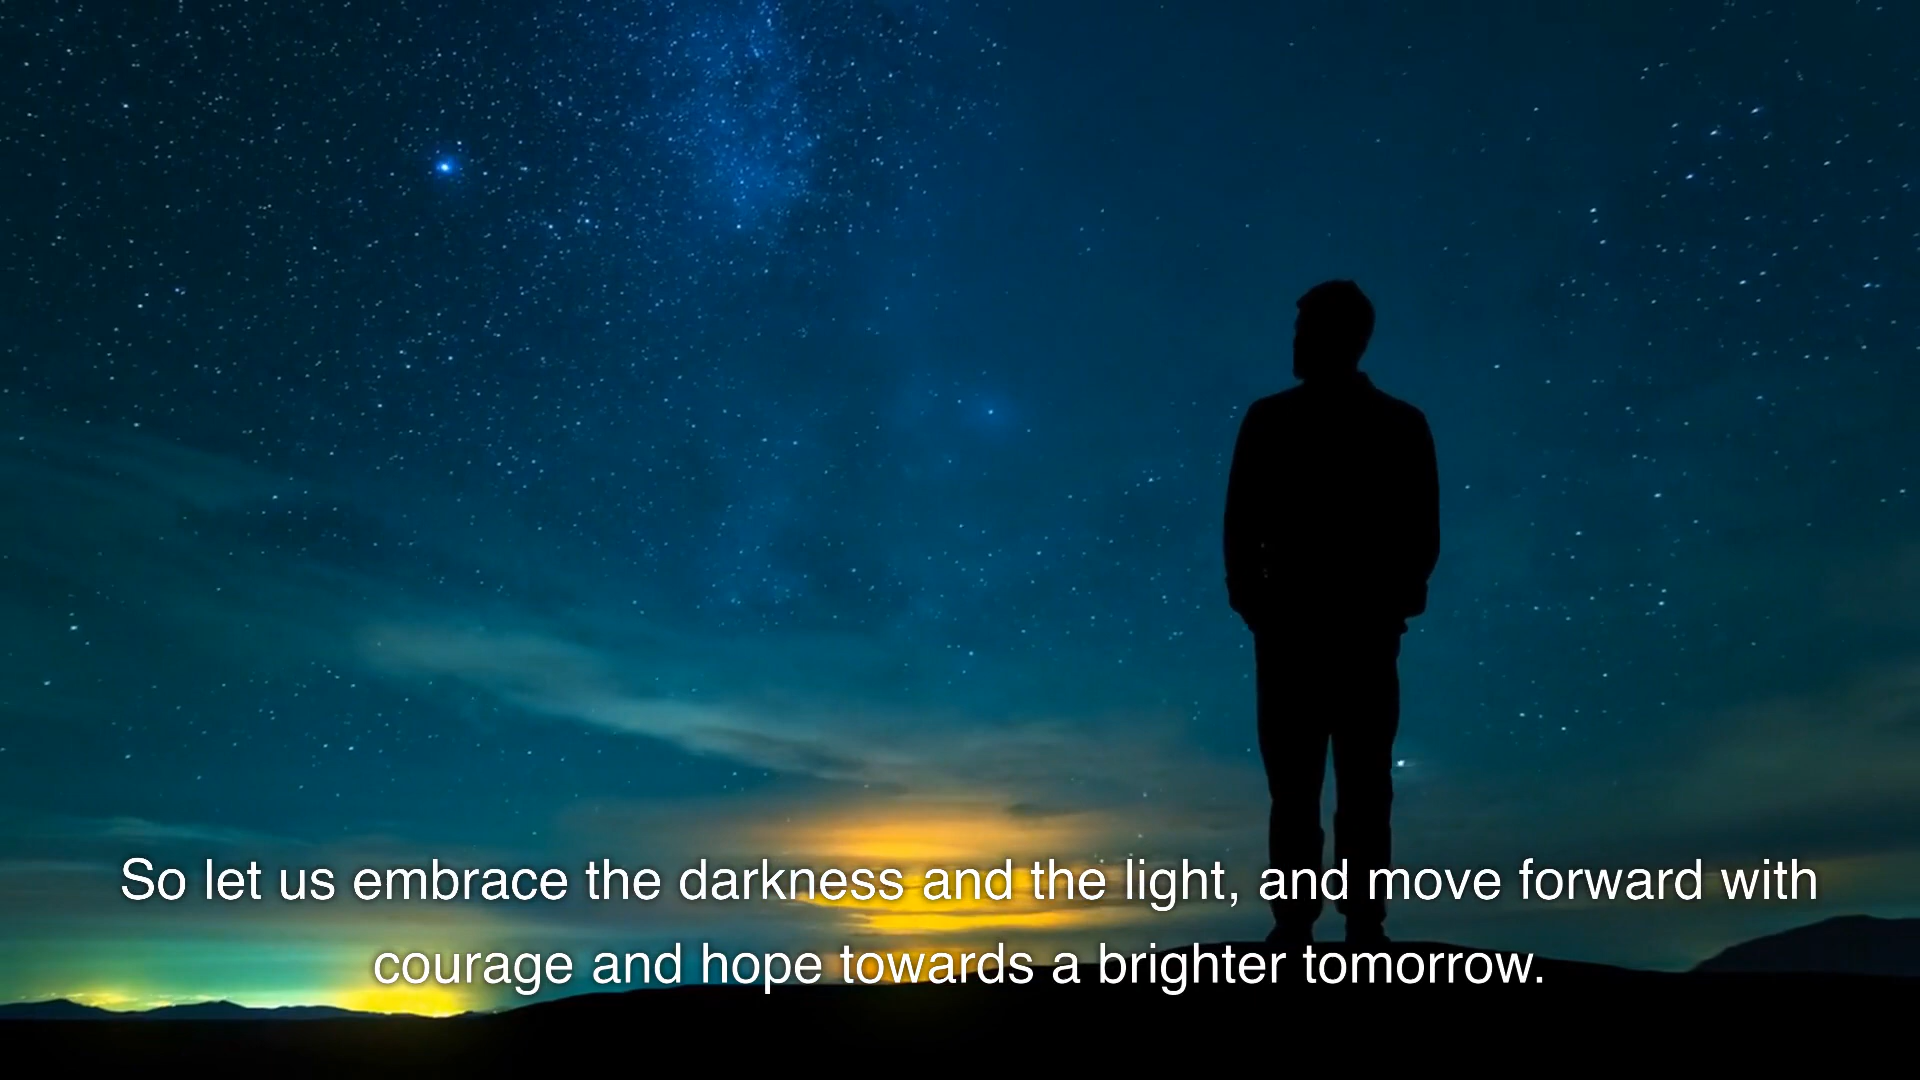 So let us embrace the darkness and the light, and move forward with
courage and hope towards a brighter tomorrow.